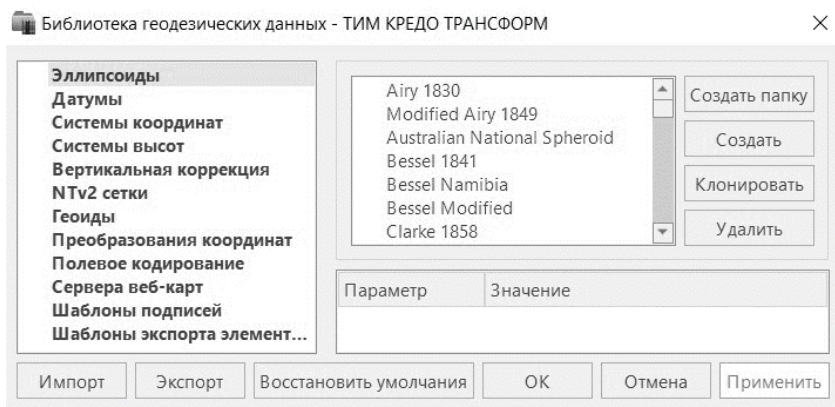 Библиотека геодезических данных - ТИМ КРЕДО ТРАНСФОРМ
Эллипсоиды
Датумы
Системы координат
Системы высот
Вертикальная коррекция
NTv2 сетки
Геоиды
Преобразования координат
Полевое кодирование
Сервера веб-карт
Шаблоны подписей
Шаблоны экспорта элемент...
Airy 1830
Modified Airy 1849
Australian National Spheroid
Bessel 1841
Bessel Namibia
Bessel Modified
Clarke 1858
Создать папку
Создать
Клонировать
Удалить
Параметр Значение
Импорт Экспорт Восстановить умолчания ОК Отмена Применить